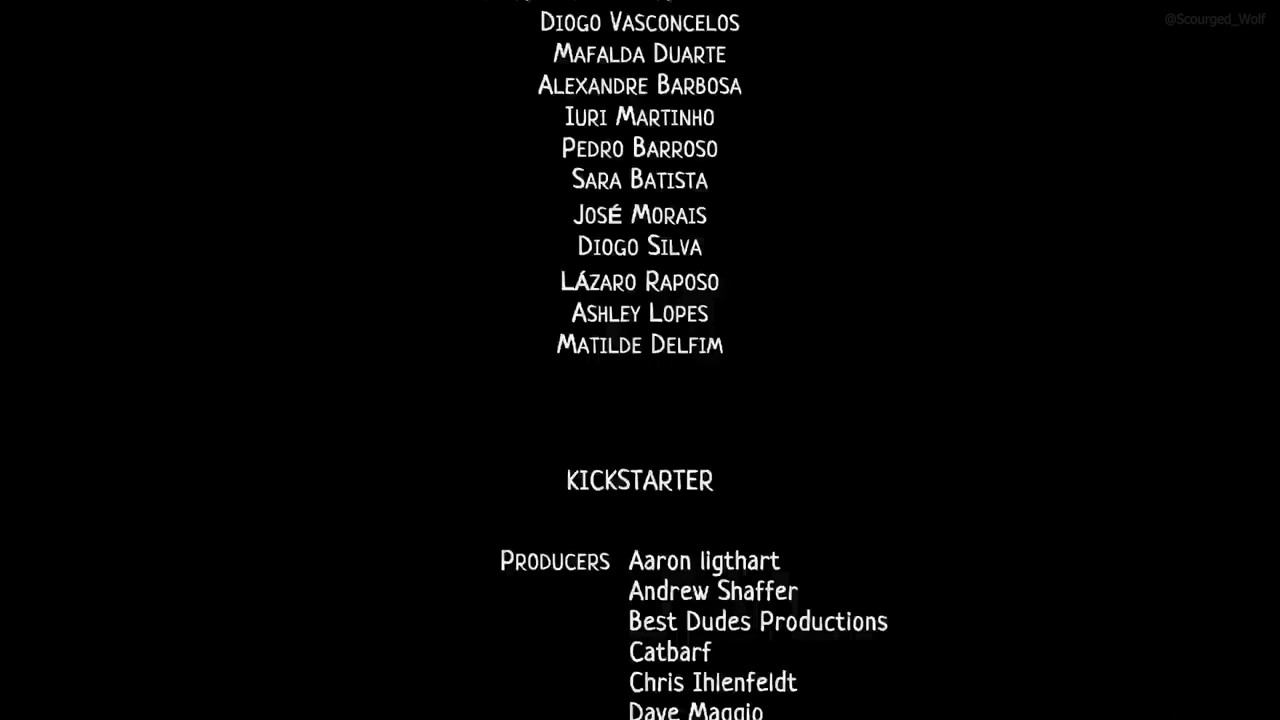 @Scourged_Wolf
Diogo Vasconcelos
Mafalda Duarte
Alexandre Barbosa
Iuri Martinho
Pedro Barroso
Sara Batista
José Morais
Diogo Silva
Lázaro Raposo
Ashley Lopes
Matilde Delfim
KICKSTARTER
Producers Aaron ligthart
Andrew Shaffer
Best Dudes Productions
Catbarf
Chris Ihlenfeldt
Dave Maggio